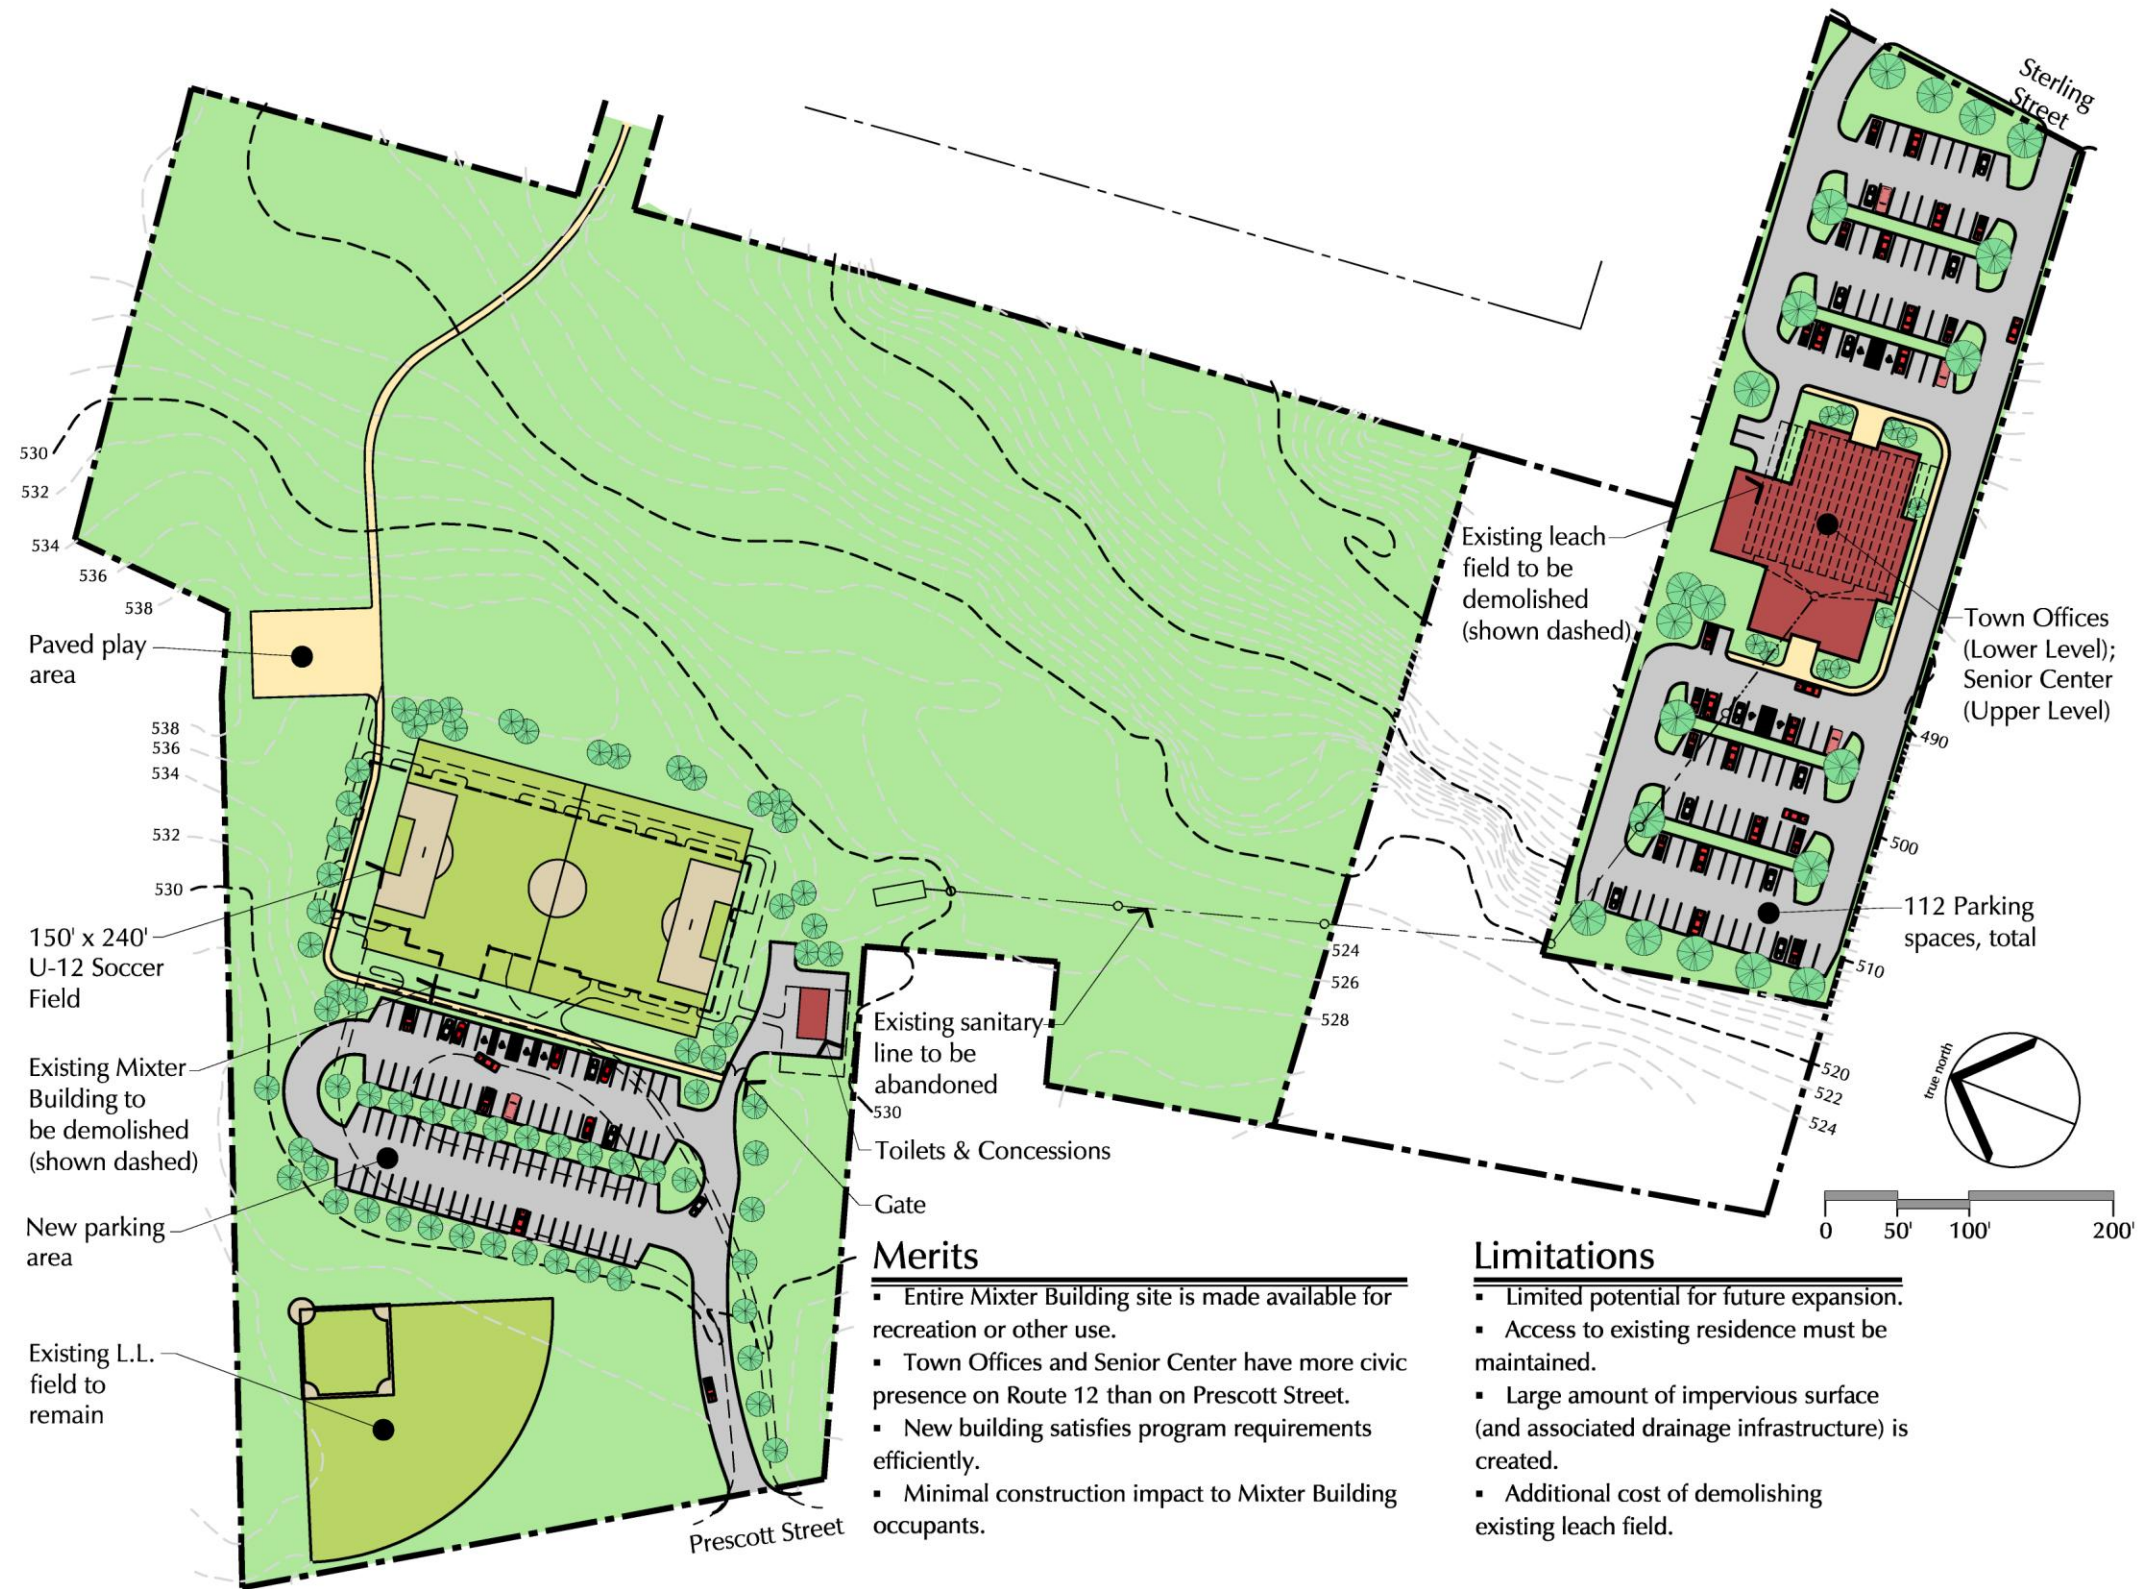 Sterling
Street
530
532
534
536
538
Paved play
area
538
536
534
532
530
150' x 240'
U-12 Soccer
Field
Existing Mixter
Building to
be demolished
(shown dashed)
New parking
area
Existing L.L.
field to
remain
Existing leach
field to be
demolished
(shown dashed)
Town Offices
(Lower Level);
Senior Center
(Upper Level)
490
500
112 Parking
spaces, total
510
524
526
528
Existing sanitary
line to be
abandoned
530
Toilets & Concessions
Gate
520
522
524
true north
0 50' 100' 200'
Prescott Street
Merits
▪ Entire Mixter Building site is made available for
recreation or other use.
▪ Town Offices and Senior Center have more civic
presence on Route 12 than on Prescott Street.
▪ New building satisfies program requirements
efficiently.
▪ Minimal construction impact to Mixter Building
occupants.
Limitations
▪ Limited potential for future expansion.
▪ Access to existing residence must be
maintained.
▪ Large amount of impervious surface
(and associated drainage infrastructure) is
created.
▪ Additional cost of demolishing
existing leach field.